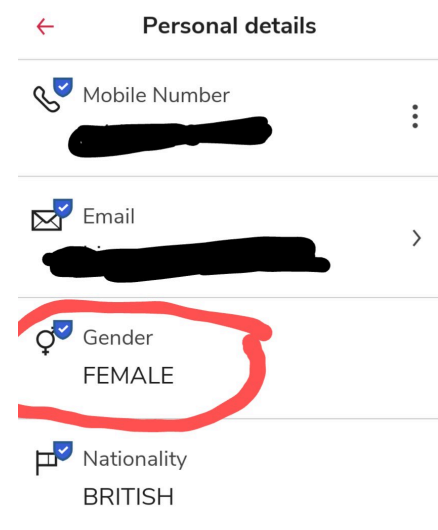 Personal details
Mobile Number
Email
Gender
FEMALE
Nationality
BRITISH